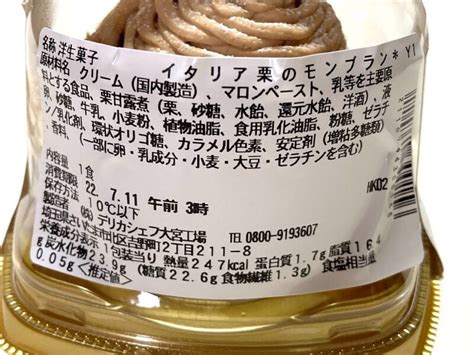 名称 洋生菓子
イタリア栗のモンブラン* Y1
原材料名 クリーム(国内製造)、マロンペースト、乳等を主要原
料とする食品、栗甘露煮(栗、砂糖、水飴、還元水飴、洋酒)、液
卵、砂糖、牛乳、小麦粉、植物油脂、食用乳化油脂、粉糖、ゼラチ
ン/乳化剤、環状オリゴ糖、カラメル色素、安定剤(増粘多糖類)
、香料、(一部に卵・乳成分・小麦・大豆・ゼラチンを含む)
内容量 1食
消費期限 22. 7.11 午前 3時
保存方法 10℃以下 HK02
製造者 (株)デリカシェフ大宮工場 TEL 0800-9193607
埼玉県さいたま市北区吉野町2丁目211-8
栄養成分表示 1包装当り 熱量247kcal 蛋白質1.7g 脂質16.4
g 炭水化物23.9g (糖質22.6g 食物繊維1.3g) 食塩相当量
0.05g <推定値>